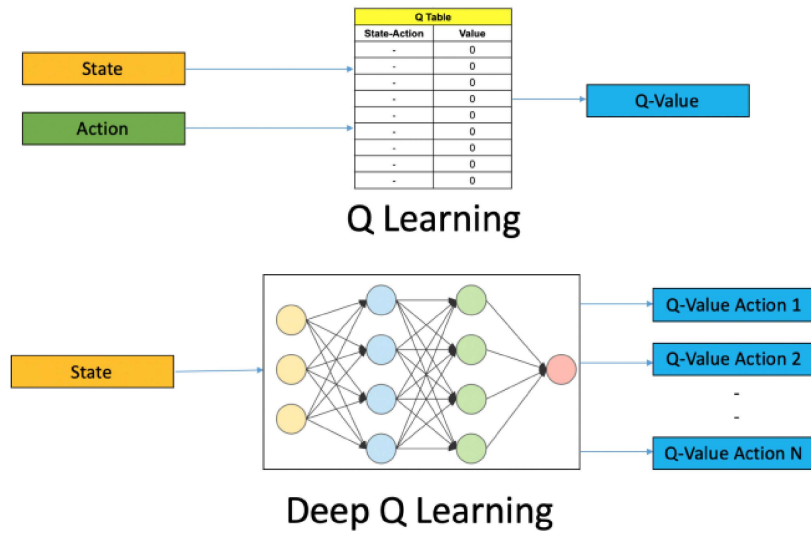 Q Table
State-Action Value
- 0
- 0
- 0
- 0
- 0
- 0
- 0
- 0
- 0
State
Action
Q-Value
Q Learning
State
Q-Value Action 1
Q-Value Action 2
-
-
Q-Value Action N
Deep Q Learning